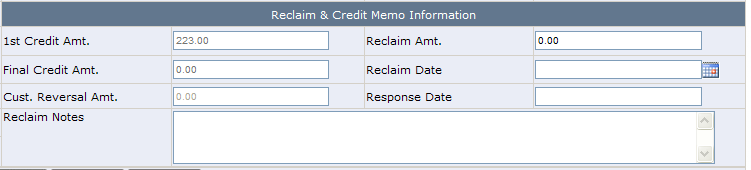 Reclaim & Credit Memo Information
1st Credit Amt. 223.00 Reclaim Amt. 0.00
Final Credit Amt. 0.00 Reclaim Date
Cust. Reversal Amt. 0.00 Response Date
Reclaim Notes